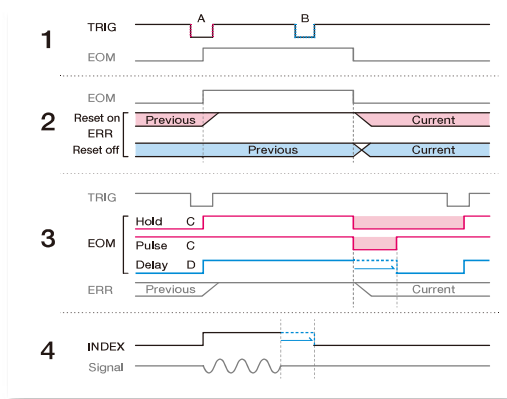 A B
1 TRIG
EOM
EOM
2 Reset on Previous Current
ERR
Reset off Previous Current
TRIG
Hold C
3 EOM
Pulse C
Delay D
ERR Previous Current
4 INDEX
Signal